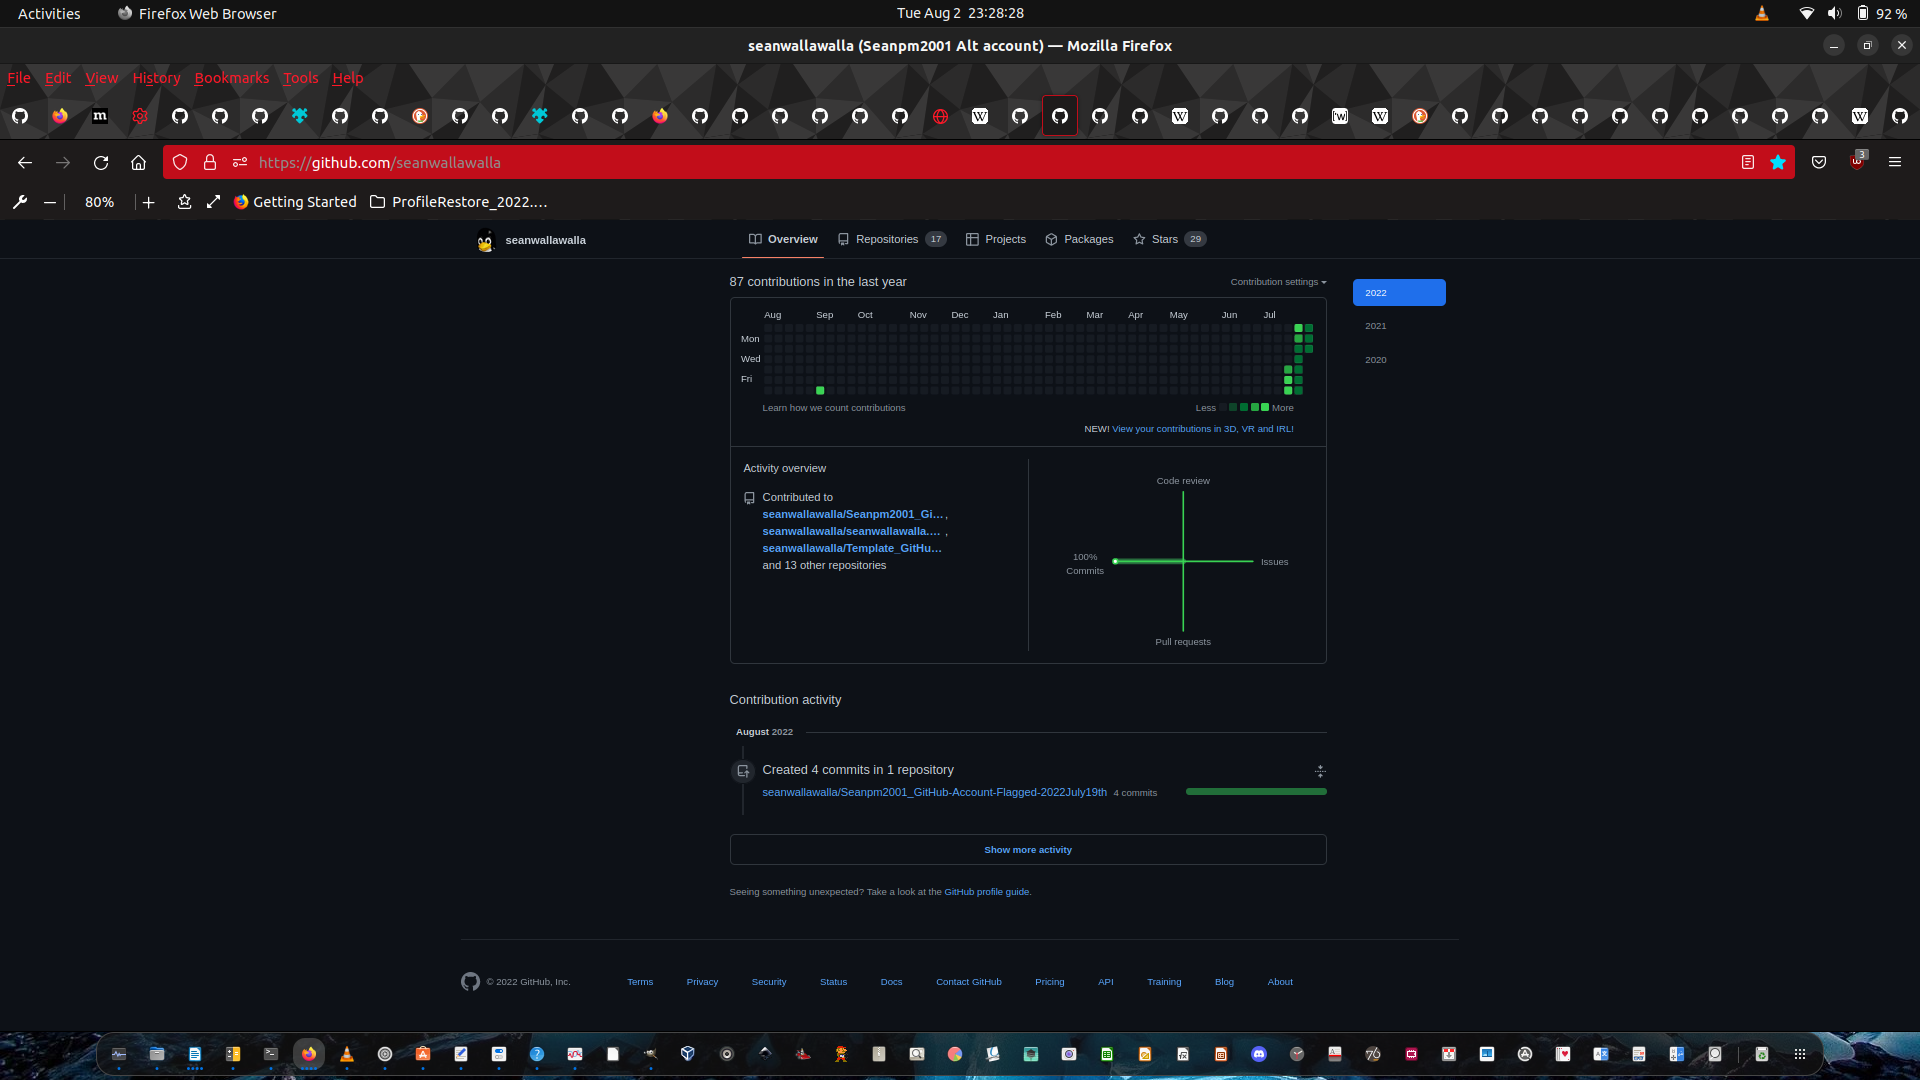 Activities Firefox Web Browser Tue Aug 2 23:28:28 92 %
seanwallawalla (Seanpm2001 Alt account) — Mozilla Firefox
File Edit View History Bookmarks Tools Help
https://github.com/seanwallawalla 3
80% Getting Started ProfileRestore_2022.…
seanwallawalla Overview Repositories 17 Projects Packages Stars 29
87 contributions in the last year Contribution settings 2022
2021
2020
Aug Sep Oct Nov Dec Jan Feb Mar Apr May Jun Jul
Mon
Wed
Fri
Learn how we count contributions Less More
NEW! View your contributions in 3D, VR and IRL!
Activity overview
Contributed to
seanwallawalla/Seanpm2001_Gi… ,
seanwallawalla/seanwallawalla.… ,
seanwallawalla/Template_GitHu…
and 13 other repositories
Code review
100%
Commits
Issues
Pull requests
Contribution activity
August 2022
Created 4 commits in 1 repository
seanwallawalla/Seanpm2001_GitHub-Account-Flagged-2022July19th 4 commits
Show more activity
Seeing something unexpected? Take a look at the GitHub profile guide.
© 2022 GitHub, Inc. Terms Privacy Security Status Docs Contact GitHub Pricing API Training Blog About